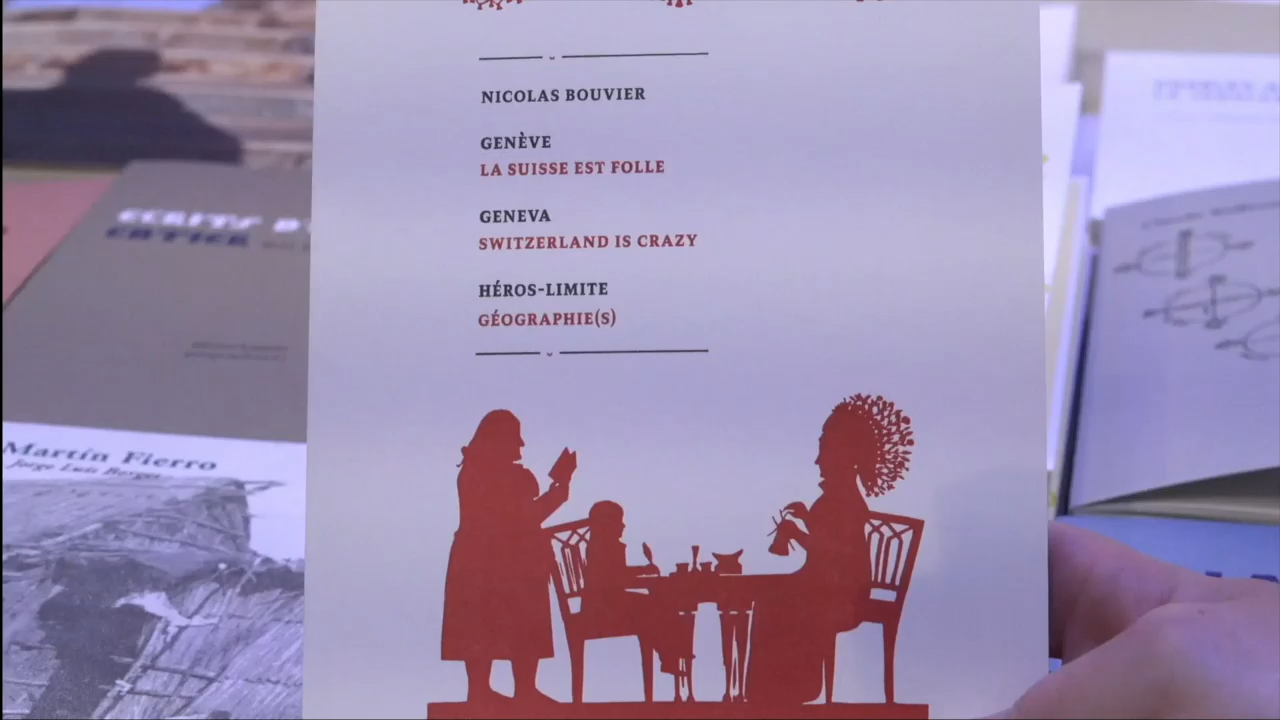 NICOLAS BOUVIER
GENÈVE
LA SUISSE EST FOLLE
GENEVA
SWITZERLAND IS CRAZY
HÉROS-LIMITE
GÉOGRAPHIE(S)
ECRITS D'
Martín Fierro
Jorge Luis Borges